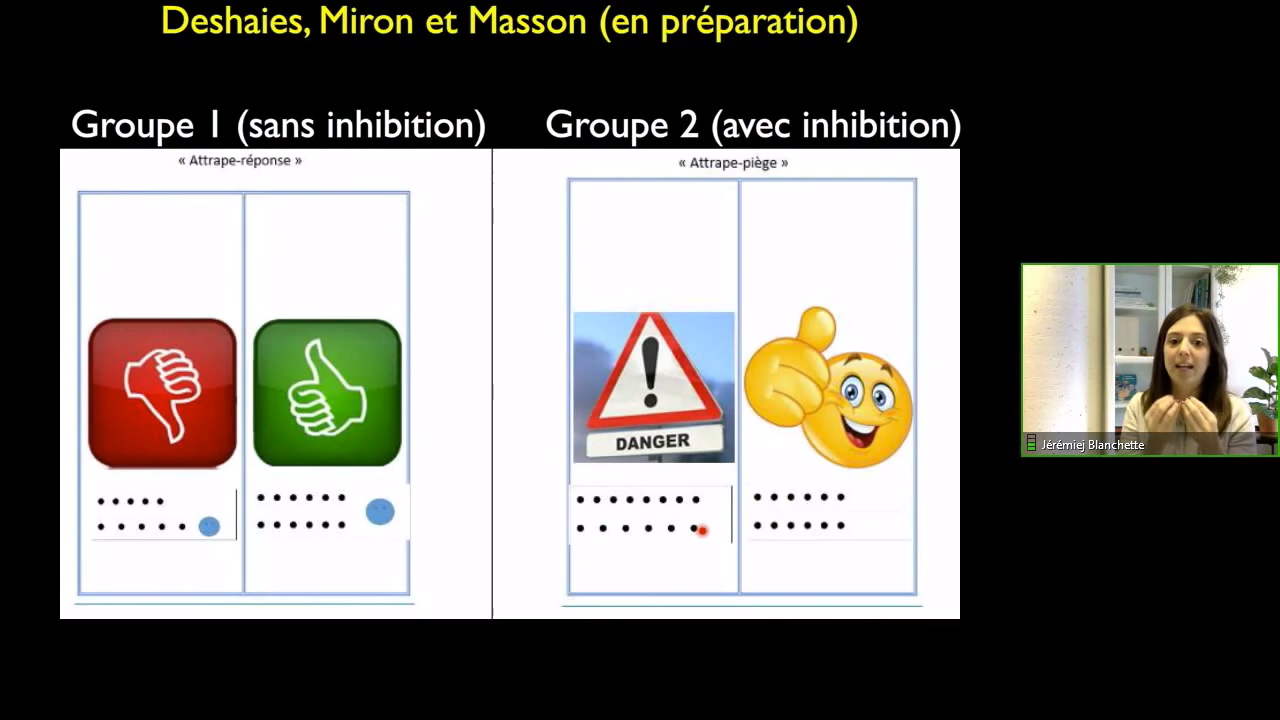 Deshaies, Miron et Masson (en préparation)
Groupe 1 (sans inhibition)
Groupe 2 (avec inhibition)
« Attrape-réponse »
« Attrape-piège »
DANGER
Jérémiej Blanchette